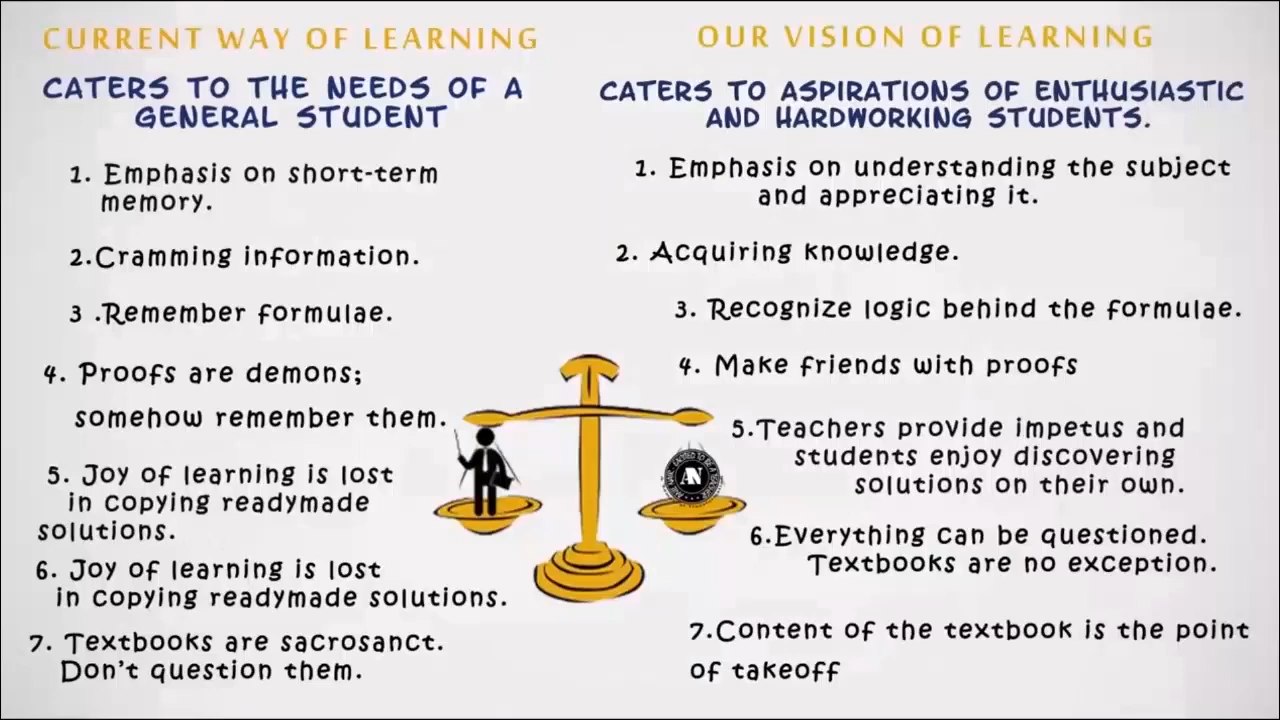 CURRENT WAY OF LEARNING
CATERS TO THE NEEDS OF A
GENERAL STUDENT
1. Emphasis on short-term
memory.
2.Cramming information.
3 .Remember formulae.
4. Proofs are demons;
somehow remember them.
5. Joy of learning is lost
in copying readymade
solutions.
6. Joy of learning is lost
in copying readymade solutions.
7. Textbooks are sacrosanct.
Don't question them.
OUR VISION OF LEARNING
CATERS TO ASPIRATIONS OF ENTHUSIASTIC
AND HARDWORKING STUDENTS.
1. Emphasis on understanding the subject
and appreciating it.
2. Acquiring knowledge.
3. Recognize logic behind the formulae.
4. Make friends with proofs
5.Teachers provide impetus and
students enjoy discovering
solutions on their own.
6.Everything can be questioned.
Textbooks are no exception.
7.Content of the textbook is the point
of takeoff
AN